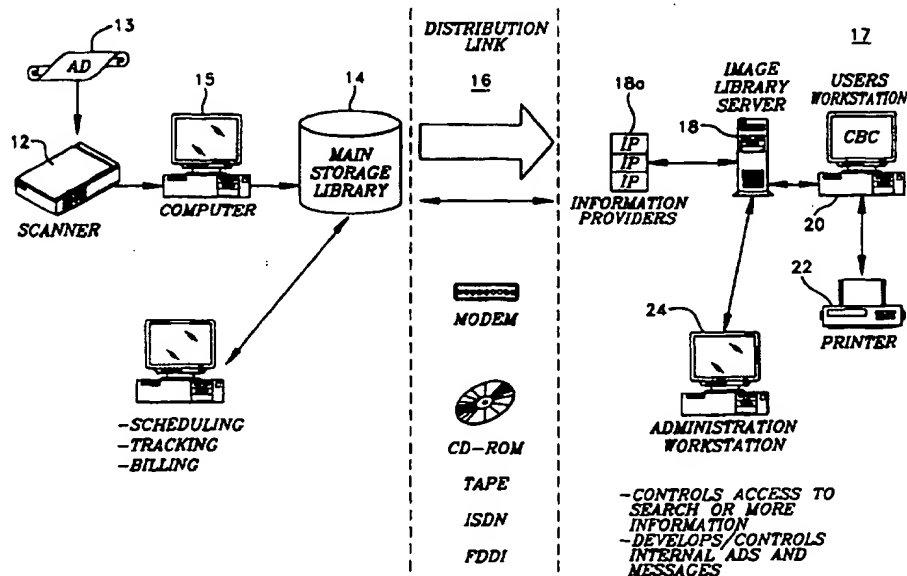 13
AD
12
SCANNER
15
COMPUTER
14
MAIN
STORAGE
LIBRARY
-SCHEDULING
-TRACKING
-BILLING
DISTRIBUTION
LINK
16
MODEM
CD-ROM
TAPE
ISDN
FDDI
17
18a
IP
IP
IP
INFORMATION
PROVIDERS
IMAGE
LIBRARY
SERVER
18
USERS
WORKSTATION
CBC
20
22
PRINTER
24
ADMINISTRATION
WORKSTATION
-CONTROLS ACCESS TO
SEARCH OR MORE
INFORMATION
-DEVELOPS/CONTROLS
INTERNAL ADS AND
MESSAGES